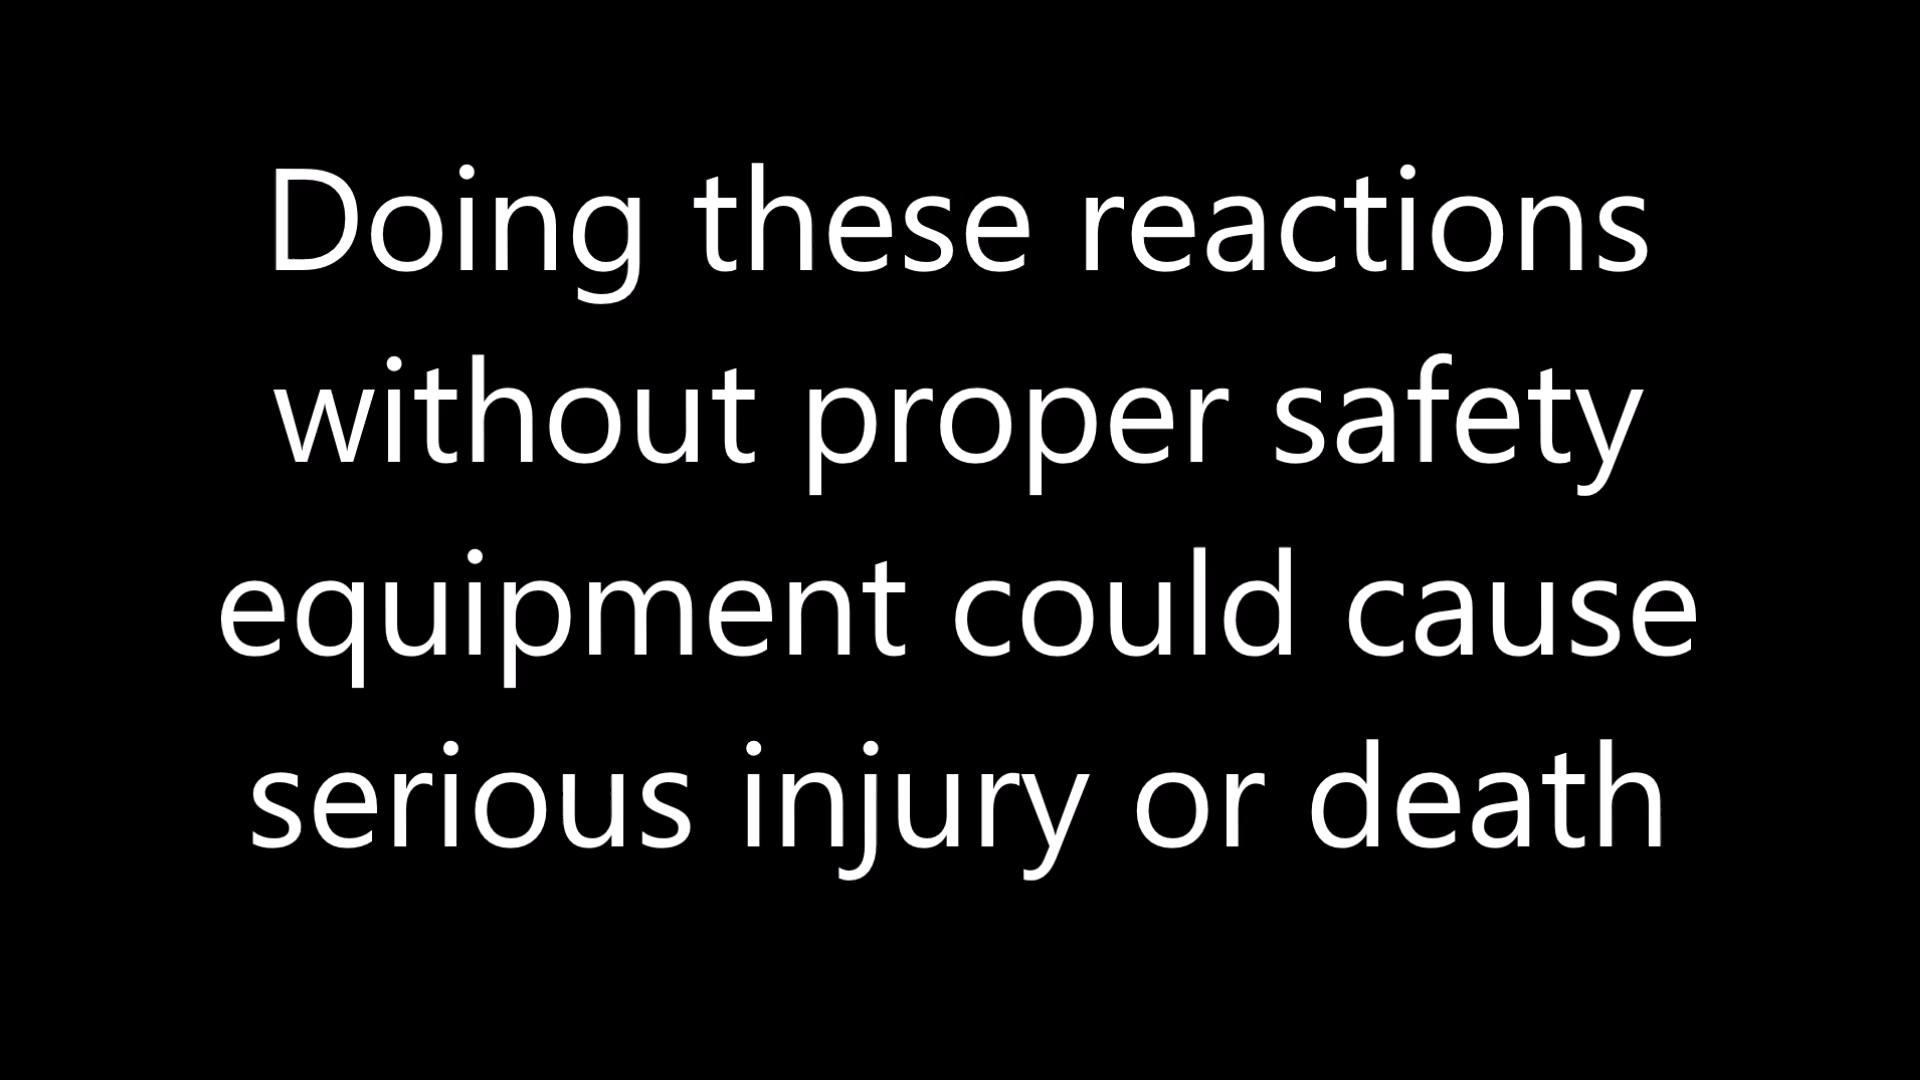 Doing these reactions
without proper safety
equipment could cause
serious injury or death